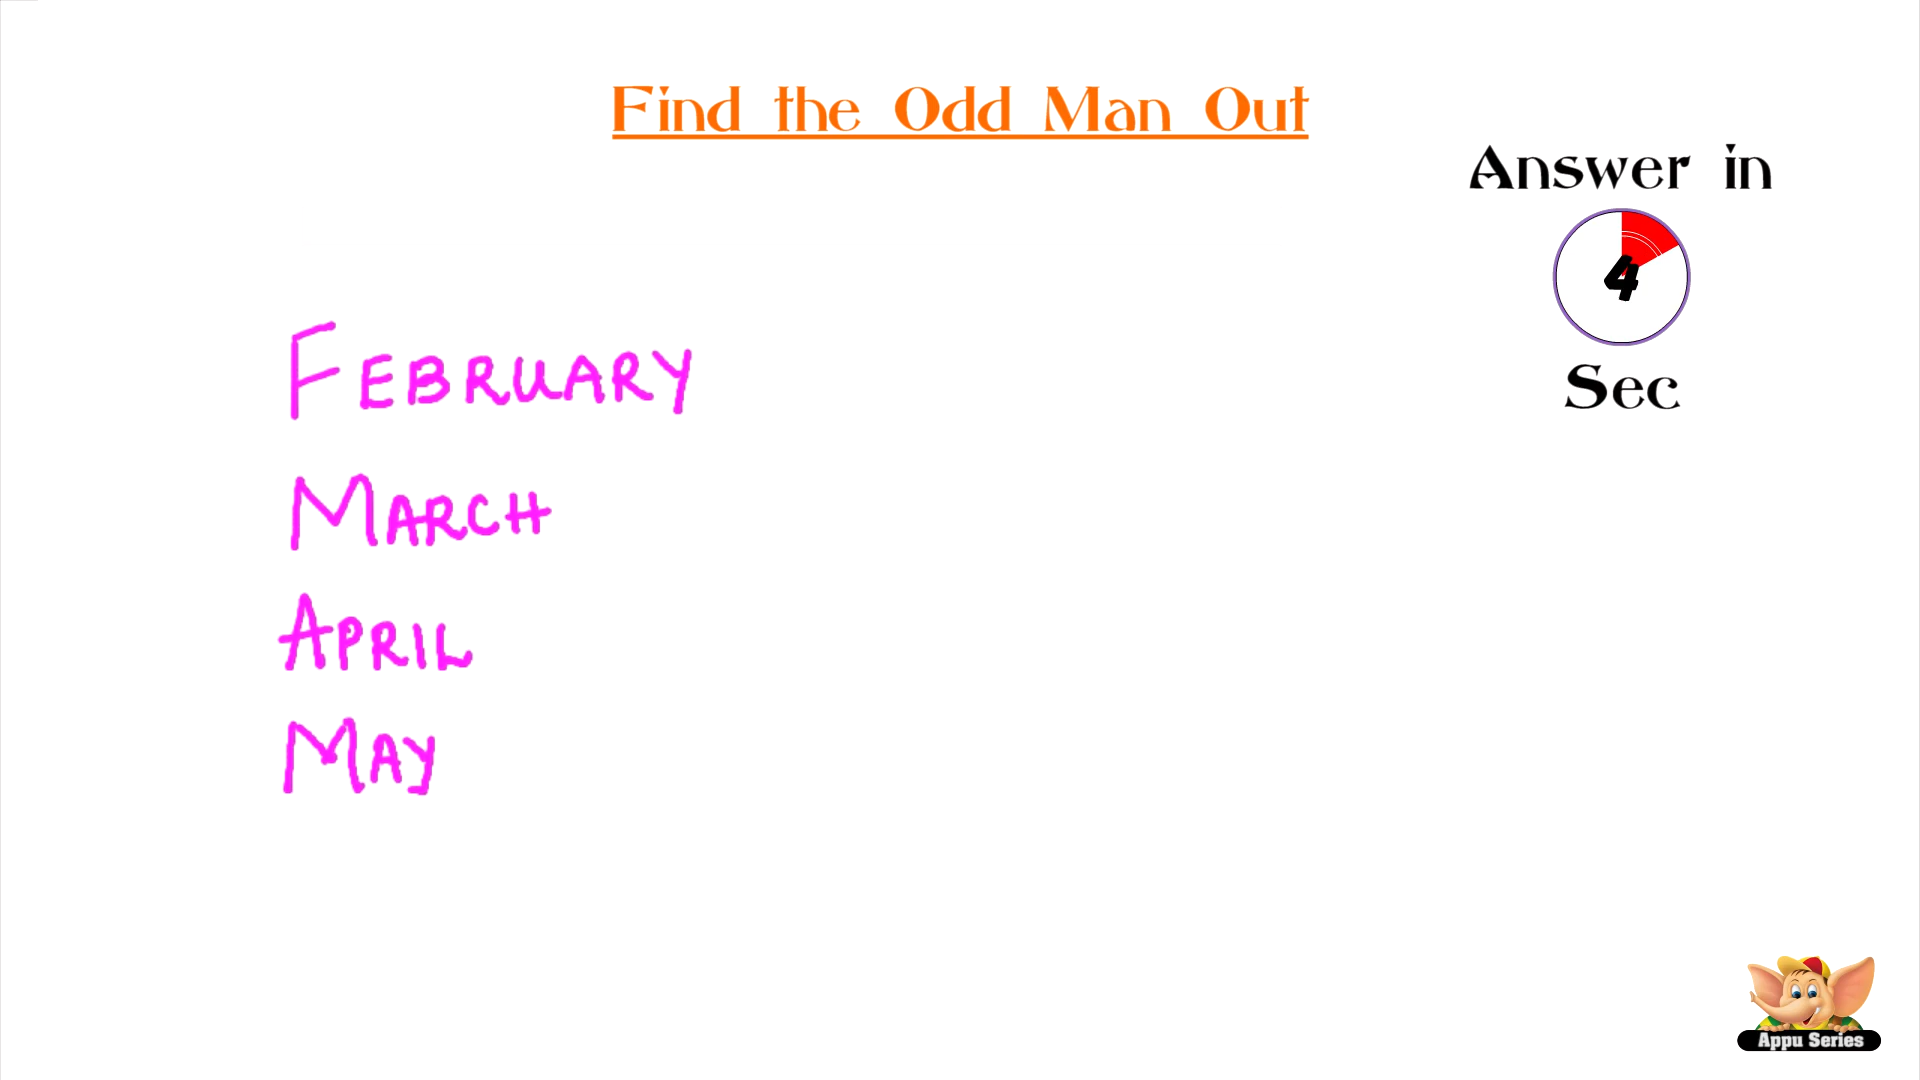 Find the Odd Man Out
Answer in
4
Sec
FEBRUARY
MARCH
APRIL
MAY
Appu Series